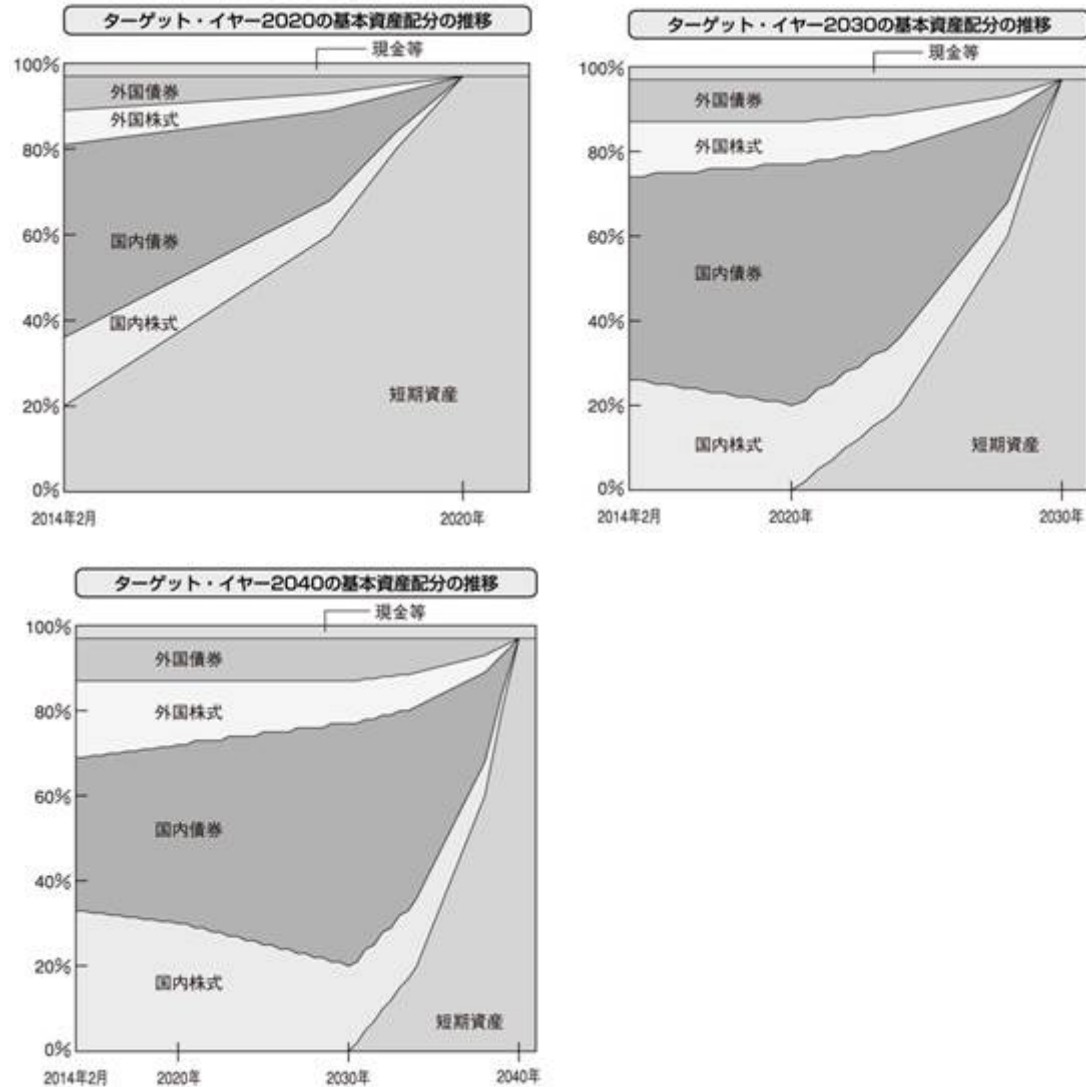 ターゲット・イヤー2020の基本資産配分の推移
現金等
100%
外国債券
外国株式
80%
国内債券
60%
国内株式
40%
短期資産
20%
0%
2014年2月
2020年
ターゲット・イヤー2030の基本資産配分の推移
現金等
100%
外国債券
外国株式
80%
国内債券
60%
40%
国内株式
短期資産
20%
0%
2014年2月
2020年
2030年
ターゲット・イヤー2040の基本資産配分の推移
現金等
100%
外国債券
外国株式
80%
国内債券
60%
40%
国内株式
20%
短期資産
0%
2014年2月
2020年
2030年
2040年